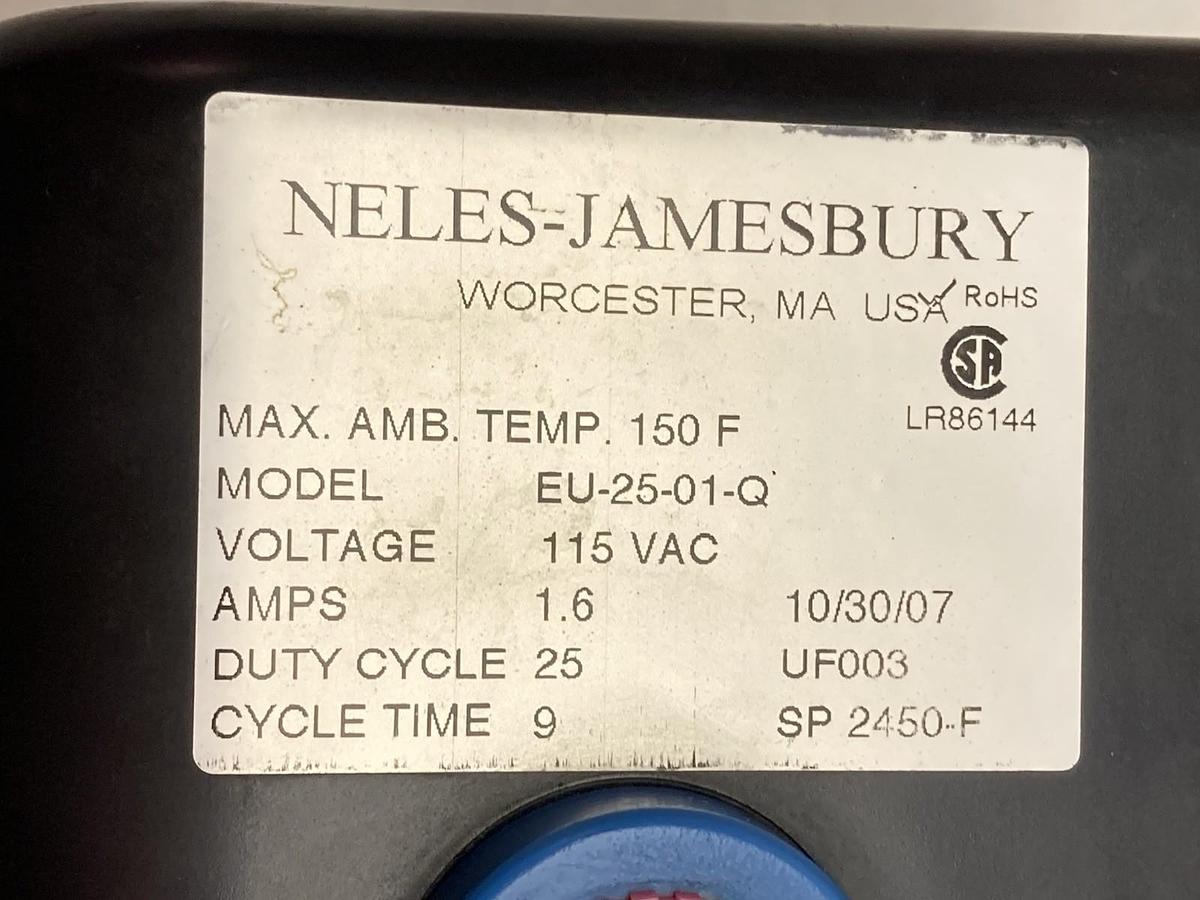 NELES-JAMESBURY
WORCESTER, MA USA RoHS
CSA
LR86144
MAX. AMB. TEMP. 150 F
MODEL EU-25-01-Q
VOLTAGE 115 VAC
AMPS 1.6 10/30/07
DUTY CYCLE 25 UF003
CYCLE TIME 9 SP 2450-F